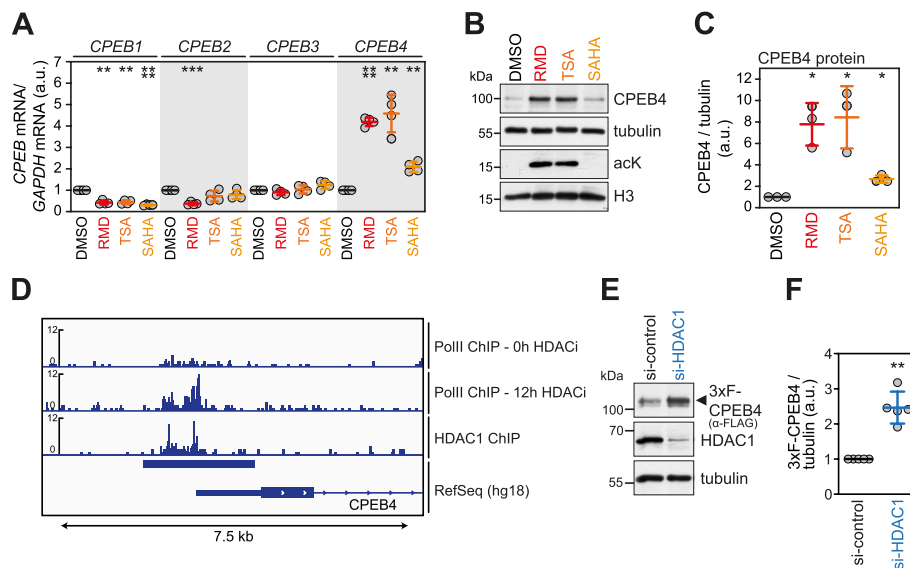 A
CPEB1 CPEB2 CPEB3 CPEB4
** ** ** ** *** ** ** ** **
CPEB mRNA/
GAPDH mRNA (a.u.)
7
6
5
4
3
2
1
0
DMSO RMD TSA SAHA DMSO RMD TSA SAHA DMSO RMD TSA SAHA DMSO RMD TSA SAHA
B
DMSO RMD TSA SAHA
kDa
100 CPEB4
55 tubulin
15 acK
15 H3
C
CPEB4 protein
* * *
CPEB4 / tubulin
(a.u.)
12
10
8
6
4
2
0
DMSO RMD TSA SAHA
D
12
0
PolII ChIP - 0h HDACi
12
0
PolII ChIP - 12h HDACi
12
0
HDAC1 ChIP
RefSeq (hg18)
CPEB4
7.5 kb
E
si-control si-HDAC1
kDa
100
3xF-
CPEB4
(α-FLAG)
70
HDAC1
55
tubulin
F
**
3xF-CPEB4 /
tubulin (a.u.)
4
3
2
1
0
si-control si-HDAC1